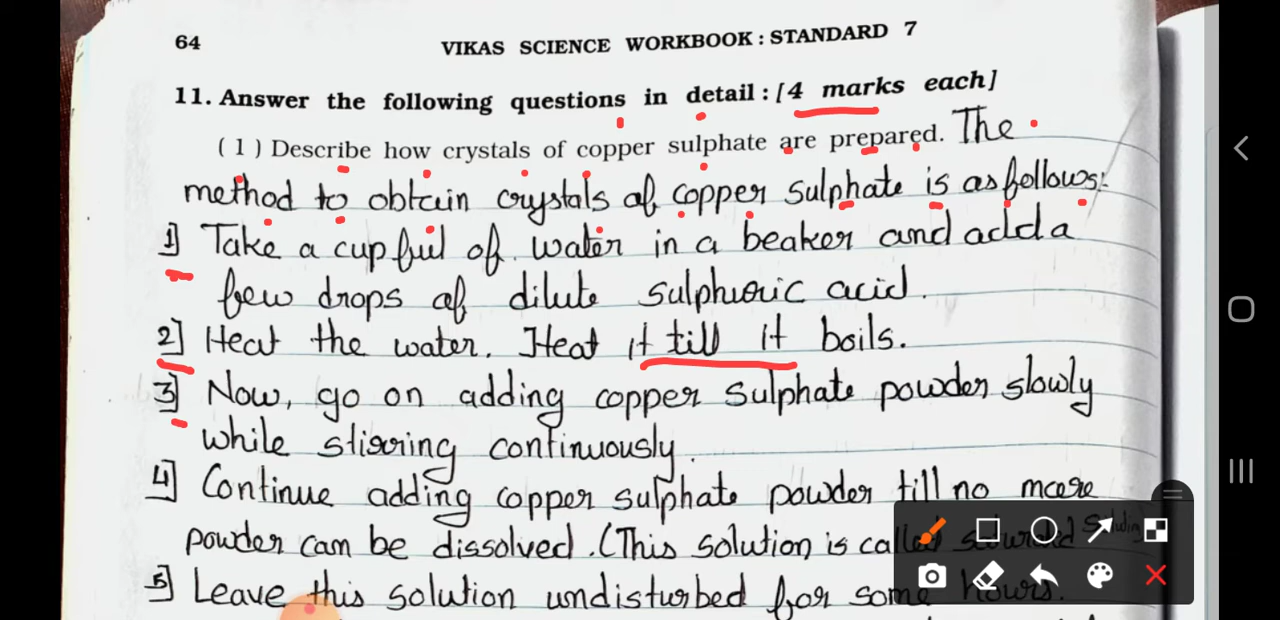 64 VIKAS SCIENCE WORKBOOK : STANDARD 7
11. Answer the following questions in detail : [4 marks each]
( 1 ) Describe how crystals of copper sulphate are prepared. The
method to obtain crystals of copper sulphate is as follows:
1] Take a cupful of water in a beaker and add a
few drops of dilute sulphuric acid.
2] Heat the water. Heat it till it boils.
3] Now, go on adding copper sulphate powder slowly
while stirring continuously.
4] Continue adding copper sulphate powder till no more
powder can be dissolved. (This solution is called
5] Leave this solution undisturbed for some hours.